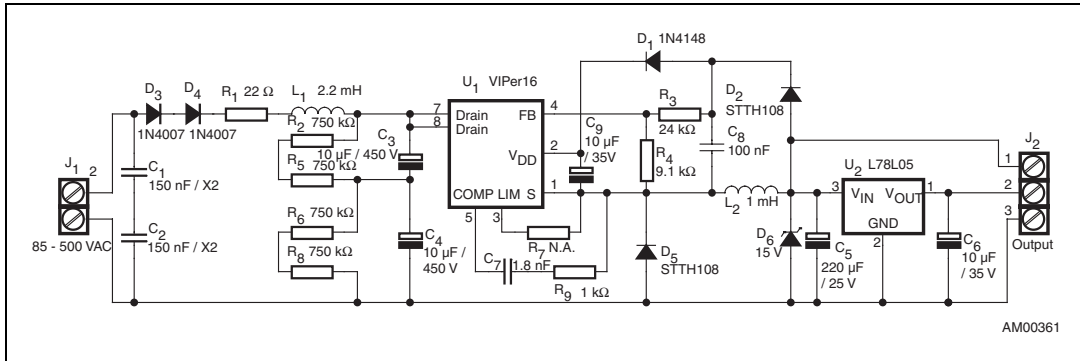 D1 1N4148
U1 VIPer16
D3
D4
R1 22 Ω
L1 2.2 mH
1N4007
1N4007
R2 750 kΩ
C3
10 µF / 450 V
R5 750 kΩ
7
8
Drain
Drain
FB
4
VDD
2
COMP
LIM
S
1
5
3
R3
24 kΩ
D2
STTH108
C9
10 µF
/ 35V
R4
9.1 kΩ
C8
100 nF
J1
2
1
C1
150 nF / X2
C2
150 nF / X2
85 - 500 VAC
R6 750 kΩ
R8 750 kΩ
C4
10 µF /
450 V
R7 N.A.
C7
1.8 nF
R9 1 kΩ
D5
STTH108
L2 1 mH
D6
15 V
U2 L78L05
3
VIN
VOUT
1
GND
2
C5
220 µF
/ 25 V
C6
10 µF
/ 35 V
J2
1
2
3
Output
AM00361